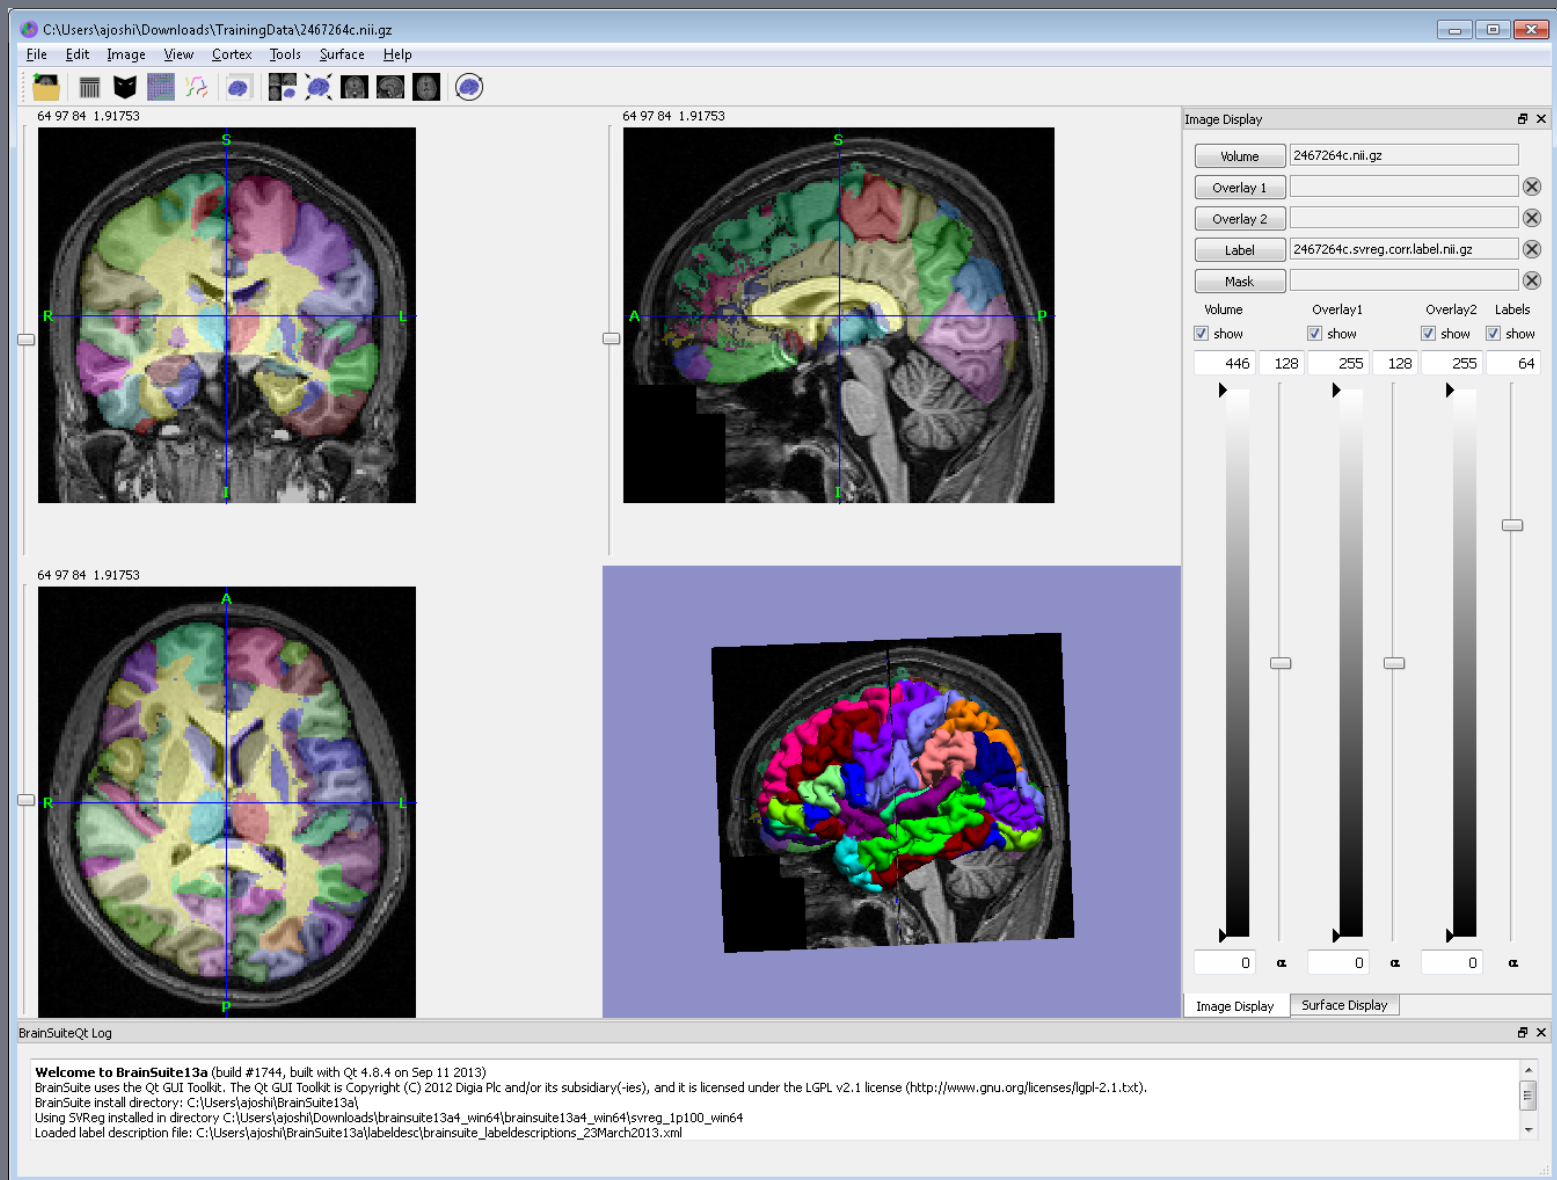 C:\Users\ajoshi\Downloads\TrainingData\2467264c.nii.gz
File Edit Image View Cortex Tools Surface Help
64 97 84 1.91753
S
R
L
I
64 97 84 1.91753
S
A
P
I
64 97 84 1.91753
A
R
L
P
Image Display
Volume 2467264c.nii.gz
Overlay 1
Overlay 2
Label 2467264c.svreg.corr.label.nii.gz
Mask
Volume Overlay1 Overlay2 Labels
show show show show
446 128 255 128 255 64
0 α 0 α 0 α
Image Display Surface Display
BrainSuiteQt Log
Welcome to BrainSuite13a (build #1744, built with Qt 4.8.4 on Sep 11 2013)
BrainSuite uses the Qt GUI Toolkit. The Qt GUI Toolkit is Copyright (C) 2012 Digia Plc and/or its subsidiary(-ies), and it is licensed under the LGPL v2.1 license (http://www.gnu.org/licenses/lgpl-2.1.txt).
BrainSuite install directory: C:\Users\ajoshi\BrainSuite13a\
Using SVReg installed in directory C:\Users\ajoshi\Downloads\brainsuite13a4_win64\brainsuite13a4_win64\svreg_1p100_win64
Loaded label description file: C:\Users\ajoshi\BrainSuite13a\labeldesc\brainsuite_labeldescriptions_23March2013.xml